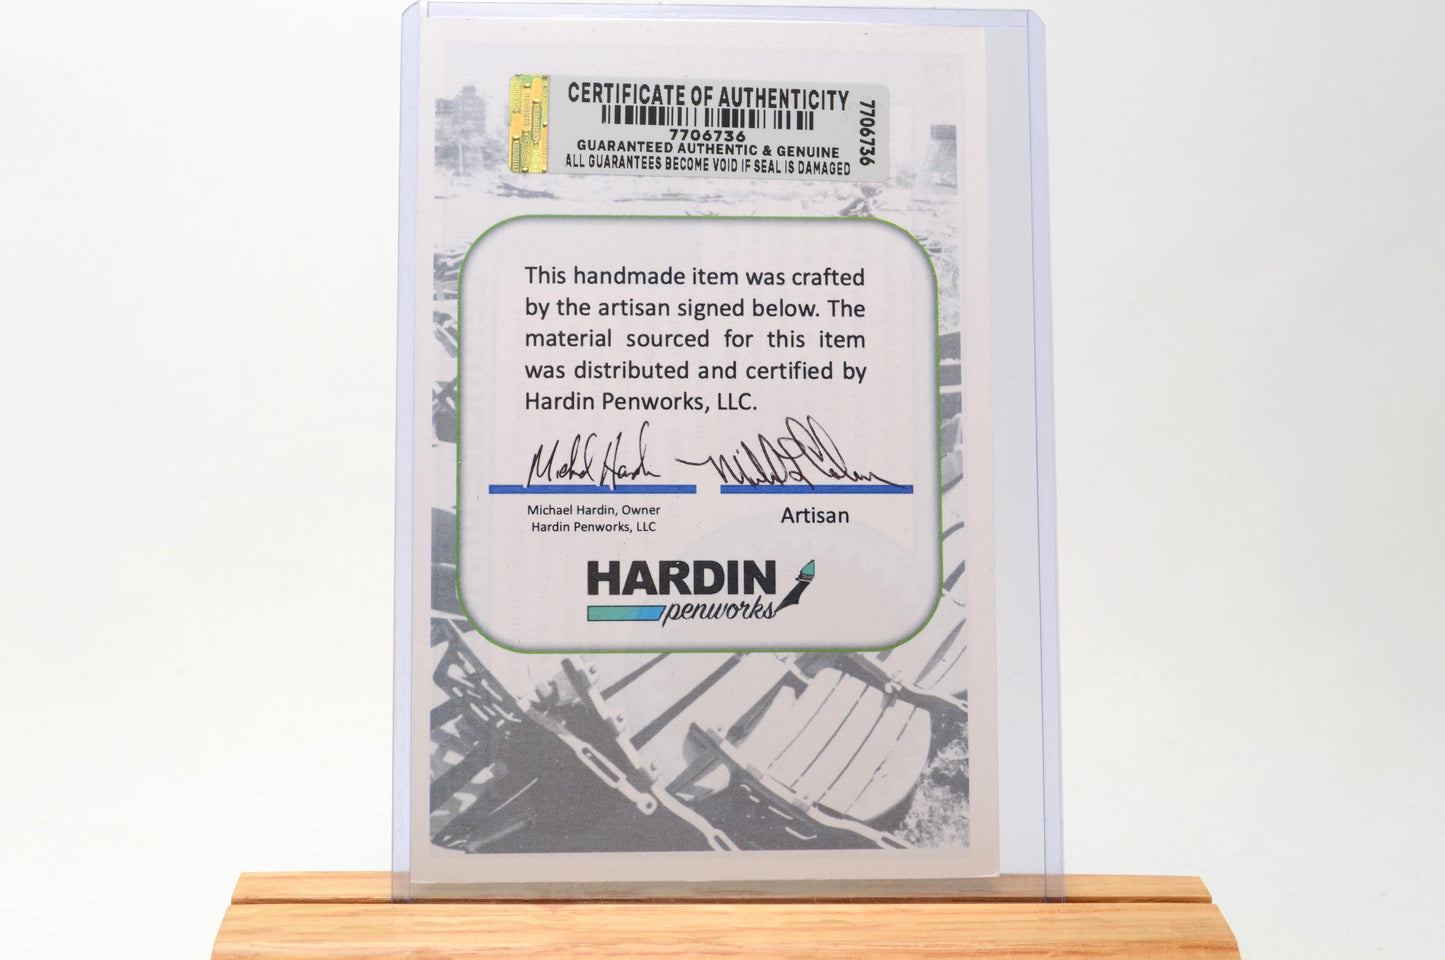 CERTIFICATE OF AUTHENTICITY
7706736
7706736
GUARANTEED AUTHENTIC & GENUINE
ALL GUARANTEES BECOME VOID IF SEAL IS DAMAGED
This handmade item was crafted
by the artisan signed below. The
material sourced for this item
was distributed and certified by
Hardin Penworks, LLC.
Michael Hardin, Owner
Hardin Penworks, LLC
Artisan
HARDIN
penworks